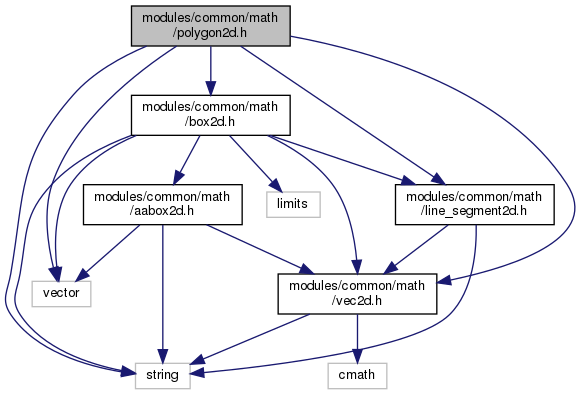 modules/common/math
/polygon2d.h
modules/common/math
/box2d.h
modules/common/math
/aabox2d.h
limits
modules/common/math
/line_segment2d.h
vector
modules/common/math
/vec2d.h
string
cmath